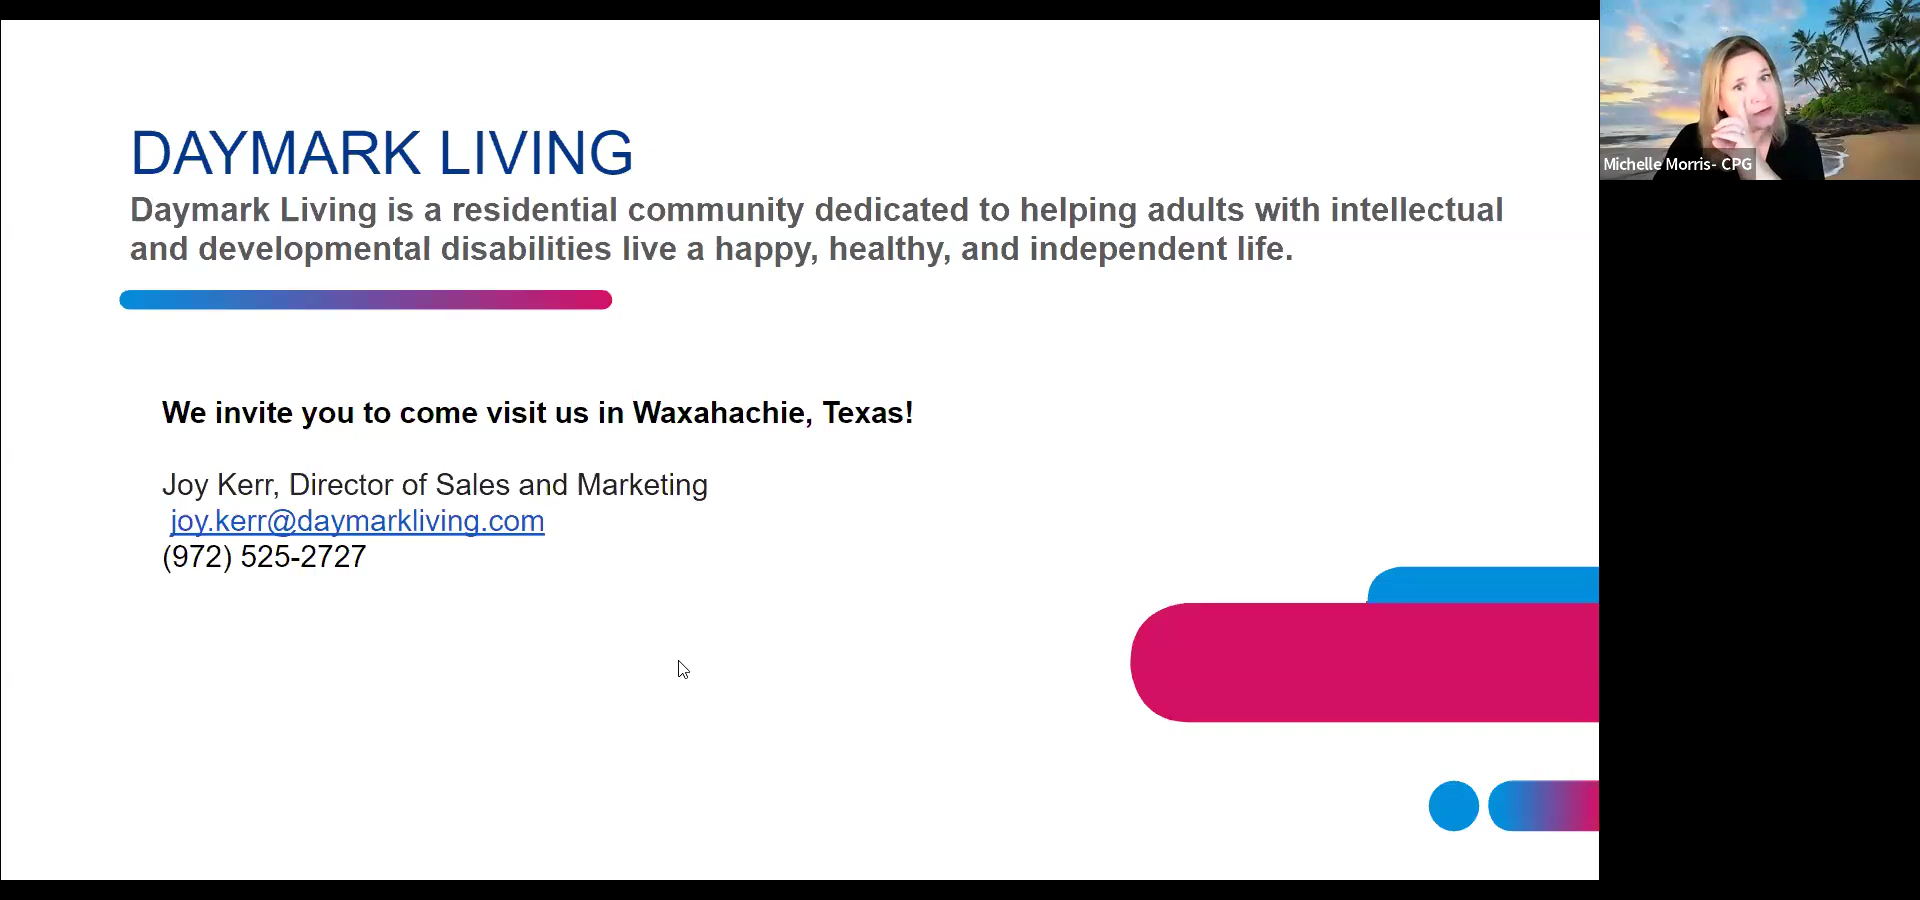 DAYMARK LIVING
Daymark Living is a residential community dedicated to helping adults with intellectual
and developmental disabilities live a happy, healthy, and independent life.
We invite you to come visit us in Waxahachie, Texas!
Joy Kerr, Director of Sales and Marketing
joy.kerr@daymarkliving.com
(972) 525-2727
Michelle Morris- CPG